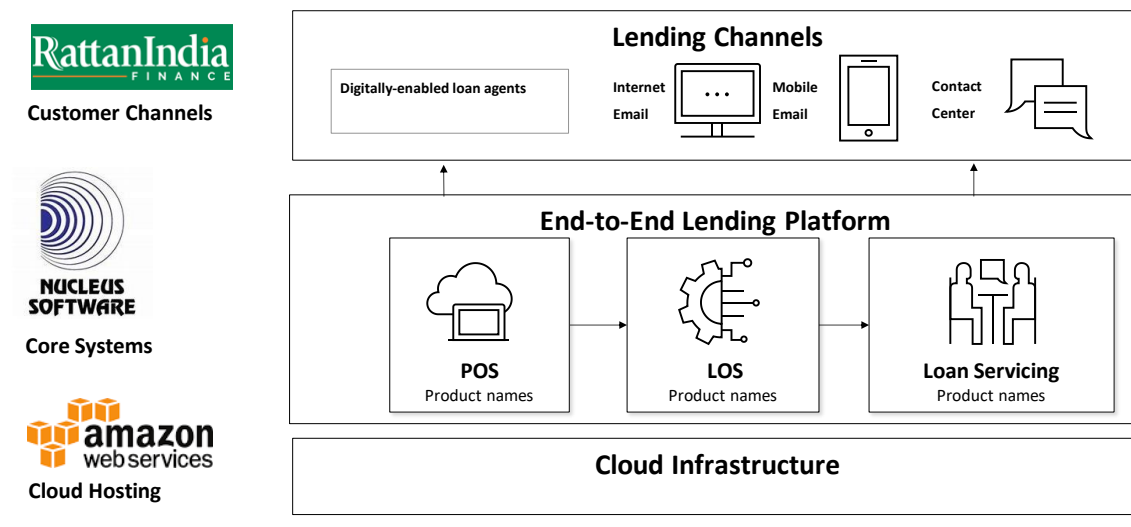 RattanIndia
FINANCE
Customer Channels
NUCLEUS
SOFTWARE
Core Systems
amazon
webservices
Cloud Hosting
Lending Channels
Digitally-enabled loan agents
Internet
Email
...
Mobile
Email
Contact
Center
End-to-End Lending Platform
POS
Product names
LOS
Product names
Loan Servicing
Product names
Cloud Infrastructure